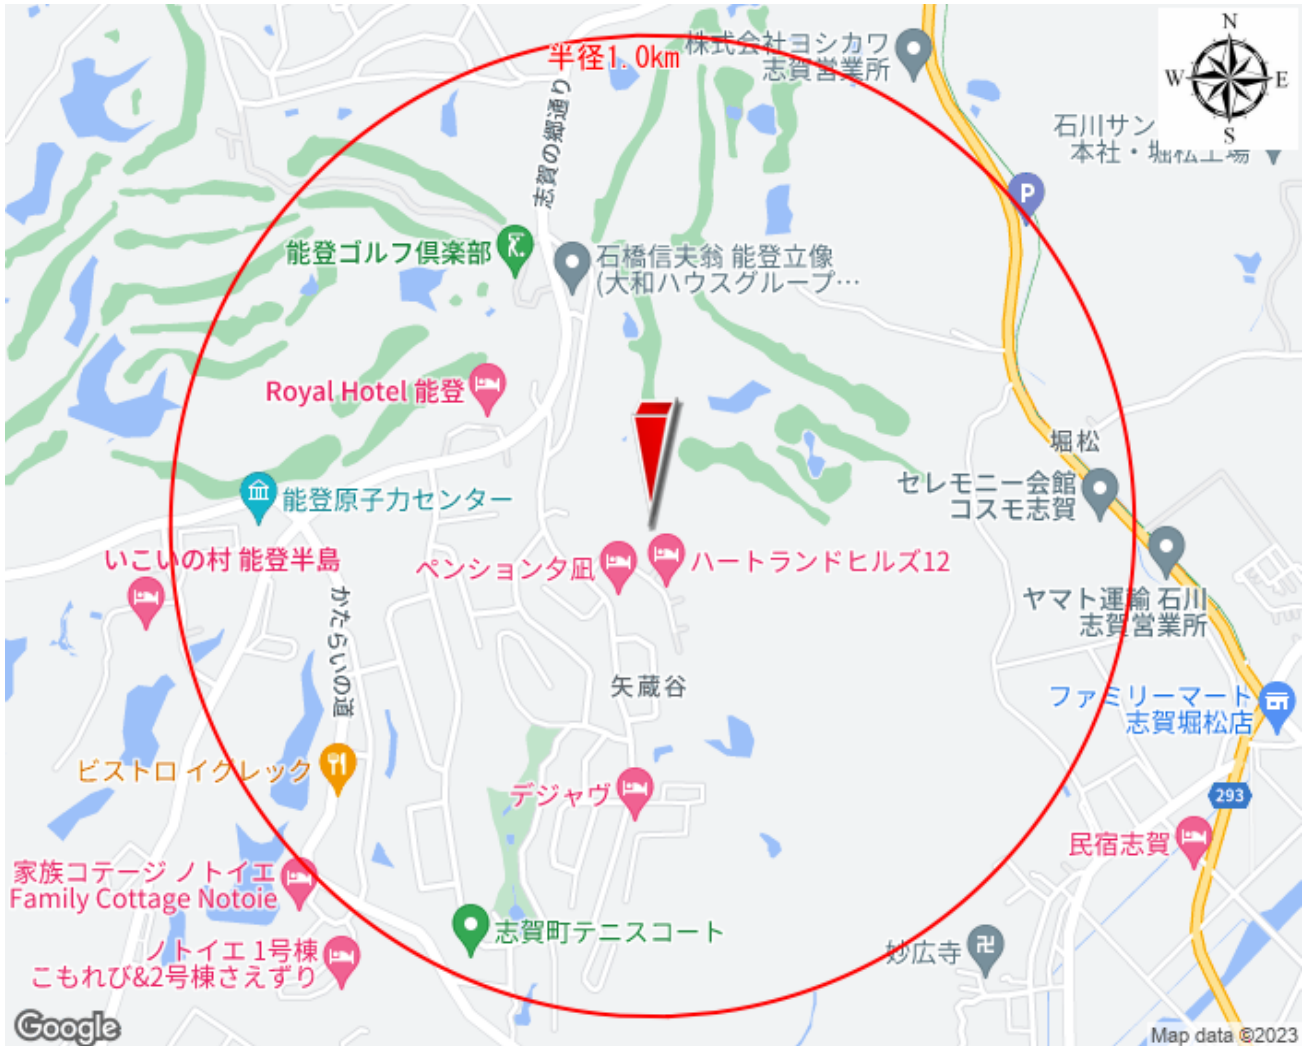 半径1.0km
株式会社ヨシカワ
志賀営業所
N
W
E
S
石川サン
本社・堀松工場
志賀の郷通り
P
能登ゴルフ倶楽部
石橋信夫翁 能登立像
(大和ハウスグループ…
Royal Hotel 能登
堀松
セレモニー会館
コスモ志賀
能登原子力センター
いこいの村 能登半島
ペンション夕凪
ハートランドヒルズ12
ヤマト運輸 石川
志賀営業所
かたらいの道
矢蔵谷
ファミリーマート
志賀堀松店
ビストロ イグレック
デジャヴ
293
民宿志賀
家族コテージ ノトイエ
Family Cottage Notoie
志賀町テニスコート
ノトイエ 1号棟
こもれび&2号棟さえずり
妙広寺
卍
Google
Map data ©2023